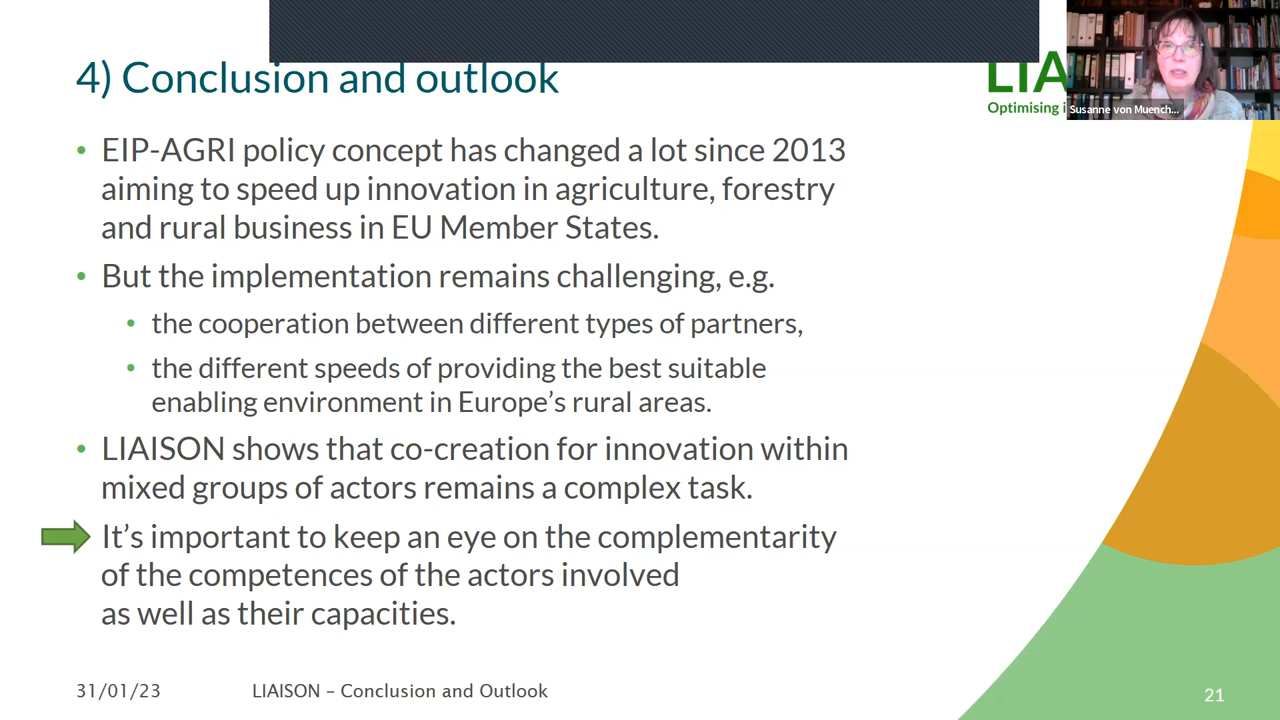 4) Conclusion and outlook
LIA
Optimising i
Susanne von Muench...
• EIP-AGRI policy concept has changed a lot since 2013
aiming to speed up innovation in agriculture, forestry
and rural business in EU Member States.
• But the implementation remains challenging, e.g.
• the cooperation between different types of partners,
• the different speeds of providing the best suitable
enabling environment in Europe’s rural areas.
• LIAISON shows that co-creation for innovation within
mixed groups of actors remains a complex task.
It’s important to keep an eye on the complementarity
of the competences of the actors involved
as well as their capacities.
31/01/23
LIAISON – Conclusion and Outlook
21